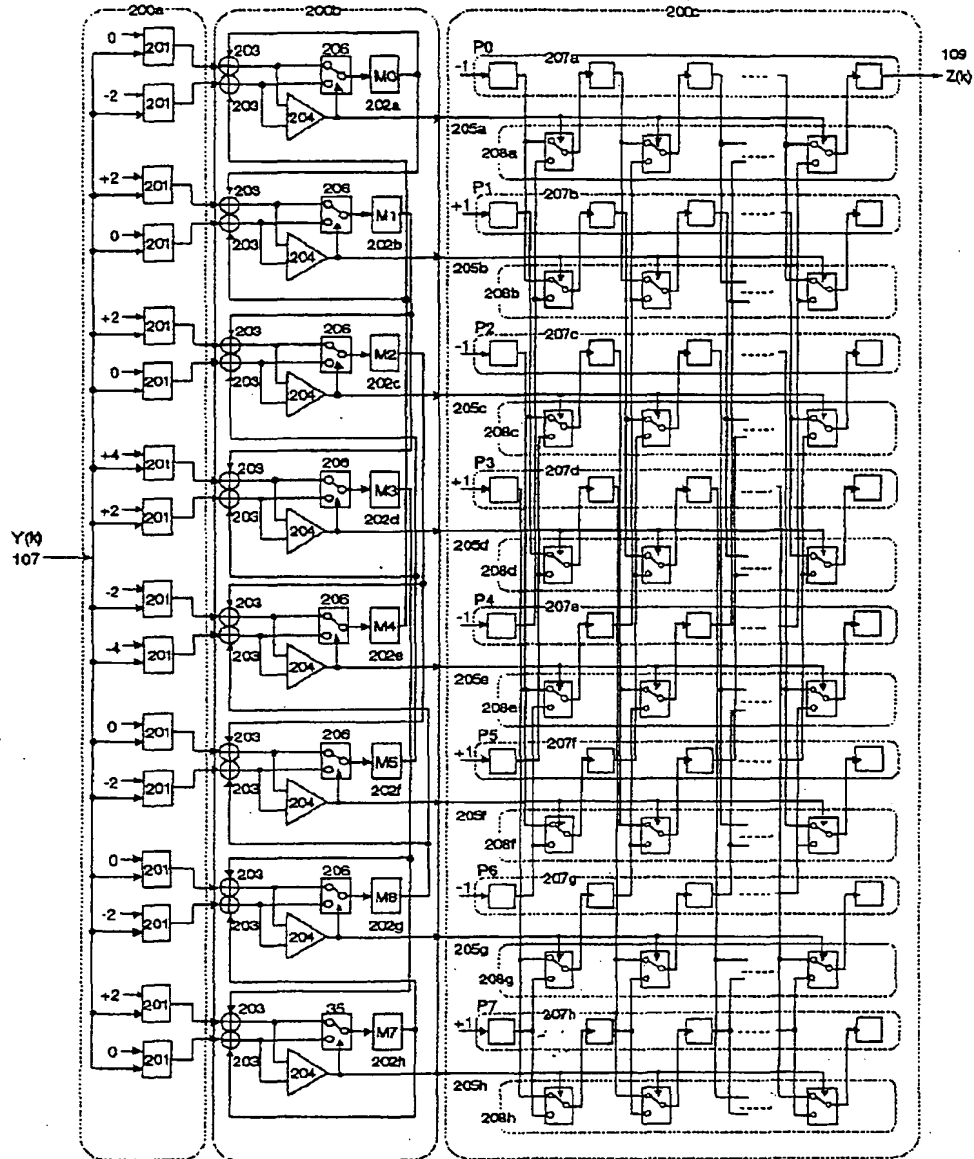 200a 200b 200c
0 201 203 206 M0 P0 207a 109
-1 Z(k)
-2 201 203 204 202a 205a
208a
+2 201 203 206 M1 P1 207b
+1
0 201 203 204 202b 205b
208b
+2 201 203 206 M2 P2 207c
-1
0 201 203 204 202c 205c
208c
+4 201 203 206 M3 P3 207d
+1
+2 201 203 204 202d 205d
208d
Y(k)
107
-2 201 203 206 M4 P4 207a
-1
-4 201 203 204 202e 205e
208e
0 201 203 206 M5 P5 207f
+1
-2 201 203 204 202f 205f
208f
0 201 203 206 M8 P6 207g
-1
-2 201 203 204 202g 205g
208g
+2 201 203 35 M7 P7 207h
+1
0 201 203 204 202h 205h
208h